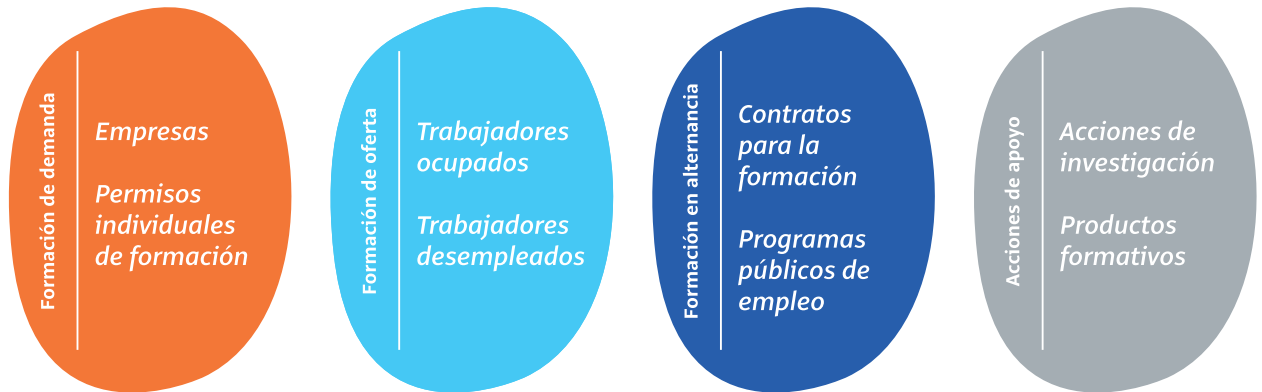 Formación de demanda
Empresas
Permisos
individuales
de formación
Formación de oferta
Trabajadores
ocupados
Trabajadores
desempleados
Formación en alternancia
Contratos
para la
formación
Programas
públicos de
empleo
Acciones de apoyo
Acciones de
investigación
Productos
formativos